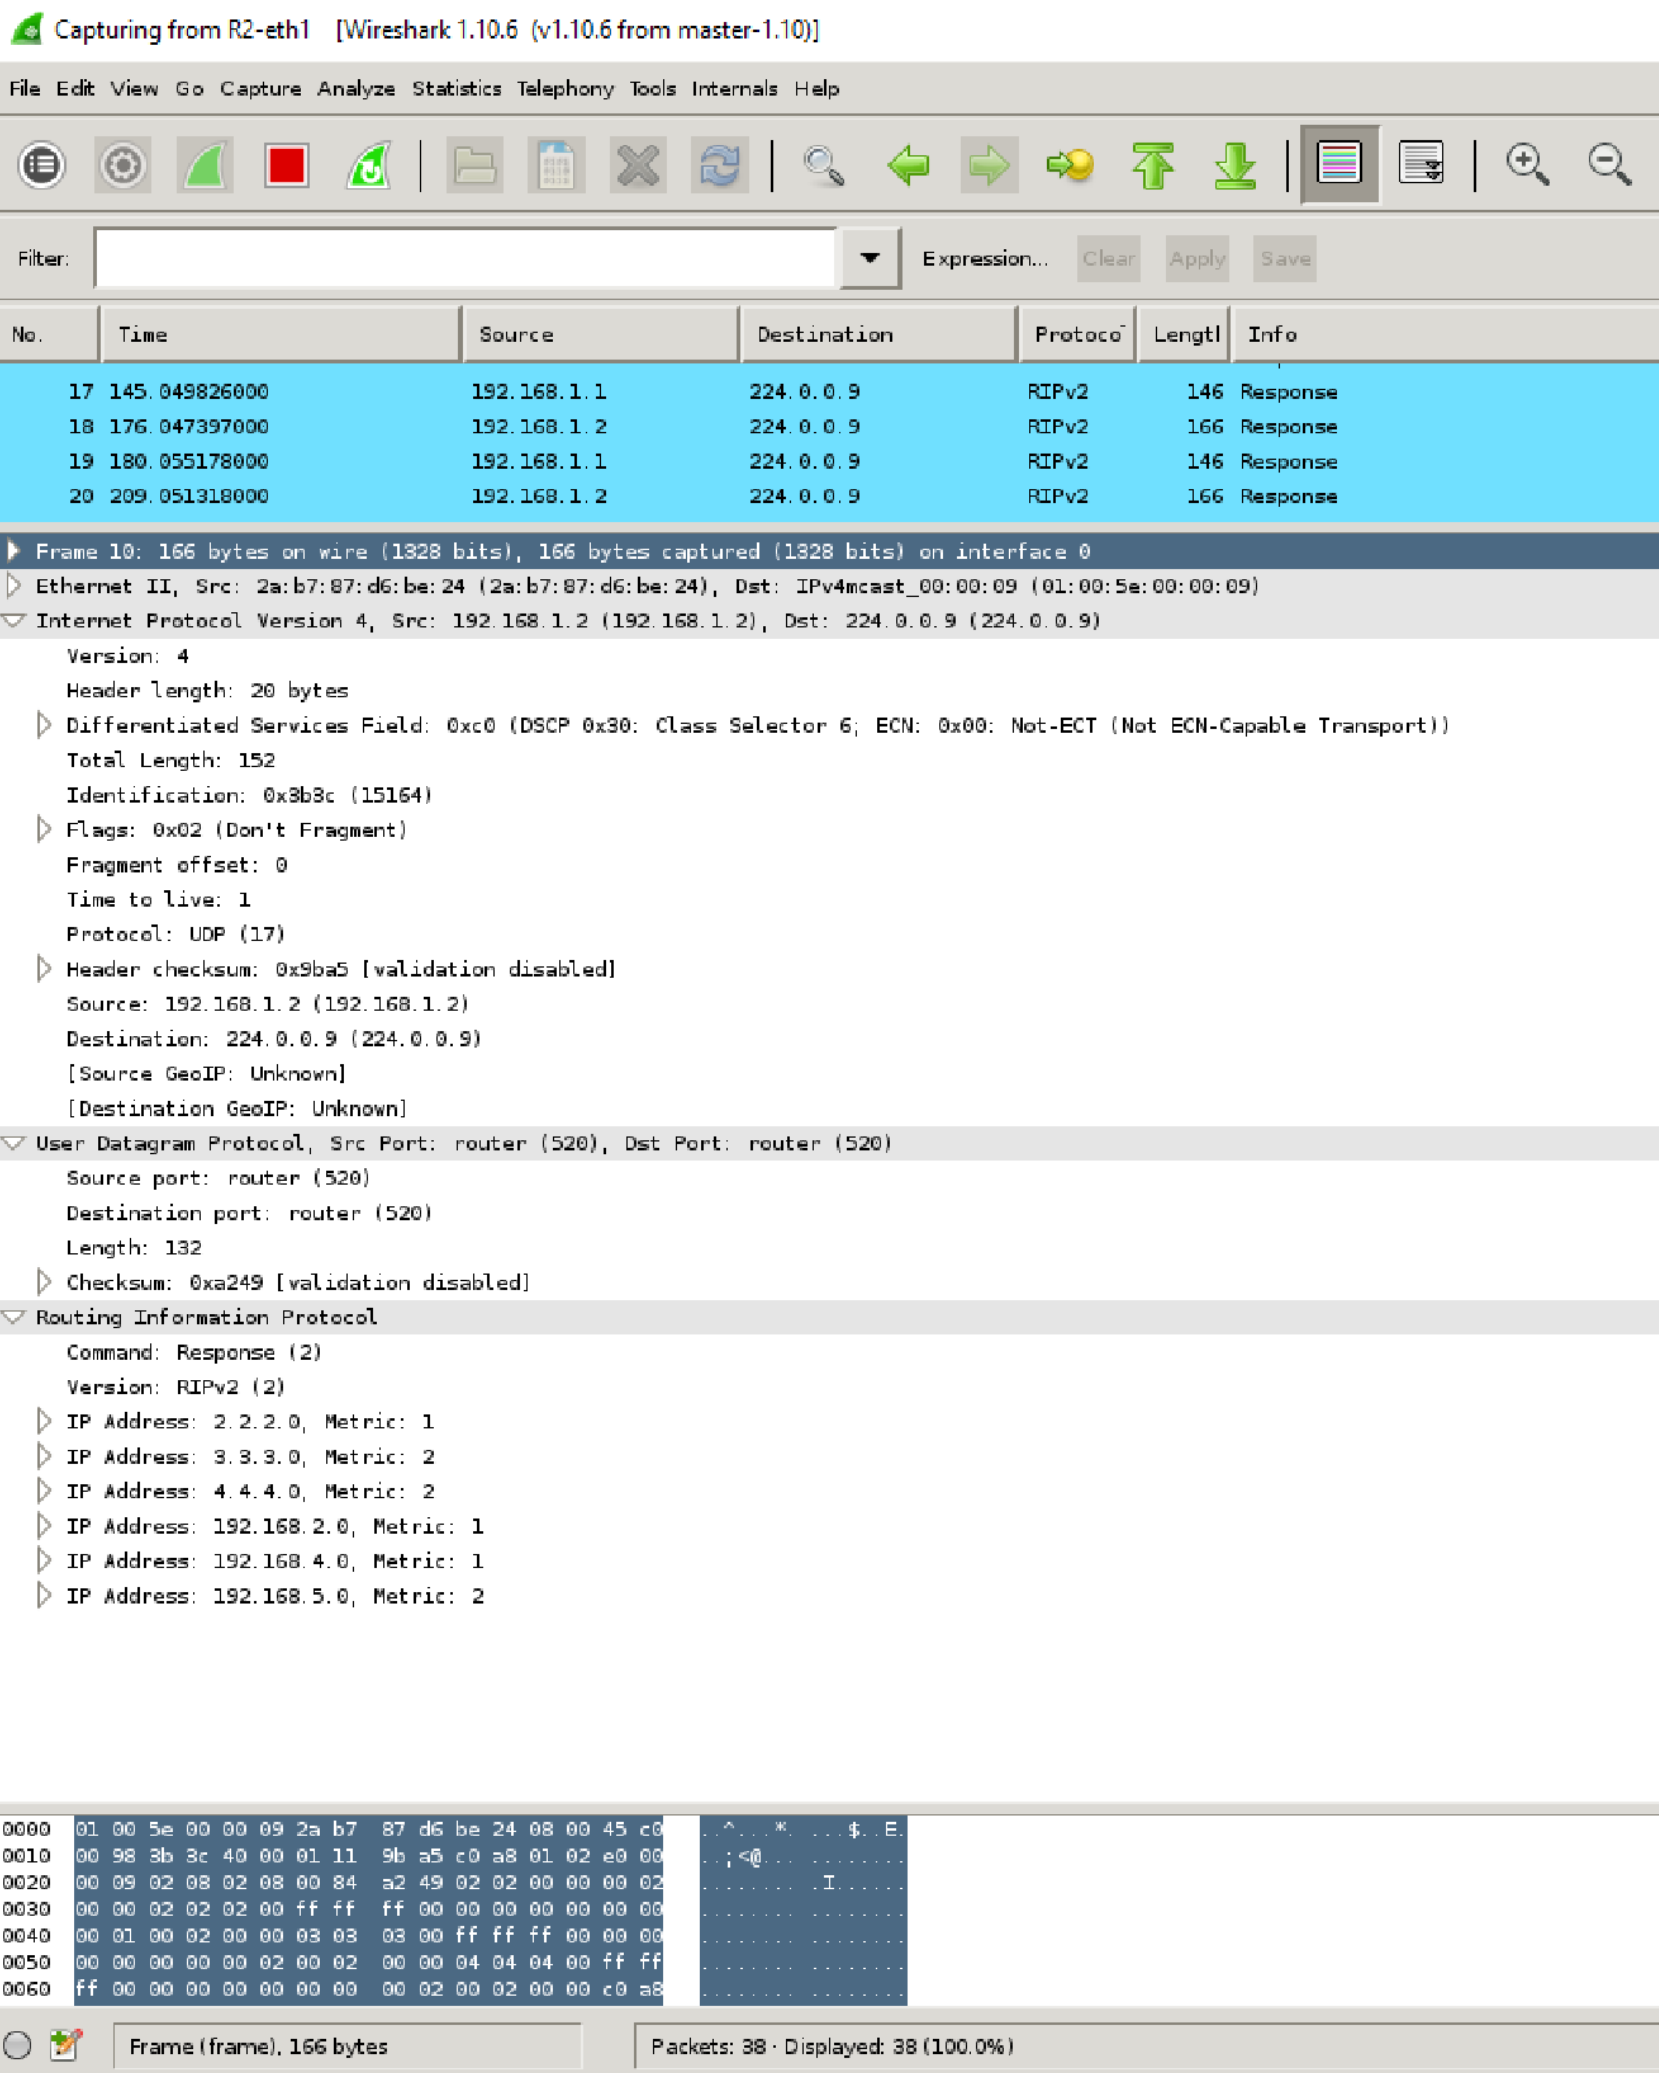 Capturing from R2-eth1 [Wireshark 1.10.6 (v1.10.6 from master-1.10)]
File Edit View Go Capture Analyze Statistics Telephony Tools Internals Help
Filter: Expression... Clear Apply Save
No. Time Source Destination Protoco Lengtl Info
17 145.049826000 192.168.1.1 224.0.0.9 RIPv2 146 Response
18 176.047397000 192.168.1.2 224.0.0.9 RIPv2 166 Response
19 180.055178000 192.168.1.1 224.0.0.9 RIPv2 146 Response
20 209.051318000 192.168.1.2 224.0.0.9 RIPv2 166 Response
Frame 10: 166 bytes on wire (1328 bits), 166 bytes captured (1328 bits) on interface 0
Ethernet II, Src: 2a:b7:87:d6:be:24 (2a:b7:87:d6:be:24), Dst: IPv4mcast_00:00:09 (01:00:5e:00:00:09)
Internet Protocol Version 4, Src: 192.168.1.2 (192.168.1.2), Dst: 224.0.0.9 (224.0.0.9)
Version: 4
Header length: 20 bytes
Differentiated Services Field: 0xc0 (DSCP 0x30: Class Selector 6; ECN: 0x00: Not-ECT (Not ECN-Capable Transport))
Total Length: 152
Identification: 0x3b3c (15164)
Flags: 0x02 (Don't Fragment)
Fragment offset: 0
Time to live: 1
Protocol: UDP (17)
Header checksum: 0x9ba5 [validation disabled]
Source: 192.168.1.2 (192.168.1.2)
Destination: 224.0.0.9 (224.0.0.9)
[Source GeoIP: Unknown]
[Destination GeoIP: Unknown]
User Datagram Protocol, Src Port: router (520), Dst Port: router (520)
Source port: router (520)
Destination port: router (520)
Length: 132
Checksum: 0xa249 [validation disabled]
Routing Information Protocol
Command: Response (2)
Version: RIPv2 (2)
IP Address: 2.2.2.0, Metric: 1
IP Address: 3.3.3.0, Metric: 2
IP Address: 4.4.4.0, Metric: 2
IP Address: 192.168.2.0, Metric: 1
IP Address: 192.168.4.0, Metric: 1
IP Address: 192.168.5.0, Metric: 2
0000 01 00 5e 00 00 09 2a b7 87 d6 be 24 08 00 45 c0 ..^...*. ...$..E.
0010 00 98 3b 3c 40 00 01 11 9b a5 c0 a8 01 02 e0 00 ..;<@... ........
0020 00 09 02 08 02 08 00 84 a2 49 02 02 00 00 00 02 ........ .I......
0030 00 00 02 02 02 00 ff ff ff 00 00 00 00 00 00 00 ........ ........
0040 00 01 00 02 00 00 03 03 03 00 ff ff ff 00 00 00 ........ ........
0050 00 00 00 00 00 02 00 02 00 00 04 04 04 00 ff ff ........ ........
0060 ff 00 00 00 00 00 00 00 00 02 00 02 00 00 c0 a8 ........ ........
Frame (frame), 166 bytes Packets: 38 · Displayed: 38 (100.0%)